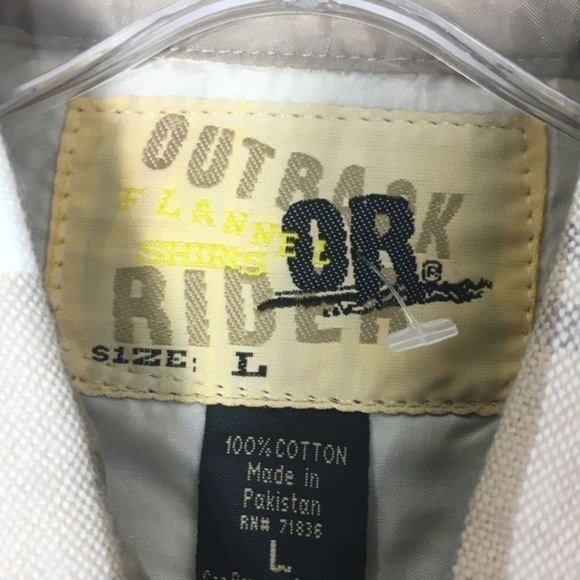 OUTBACK
FLANNEL
SHIRTS
OR®
RIDER
SIZE: L
100% COTTON
Made in
Pakistan
RN# 71836
L